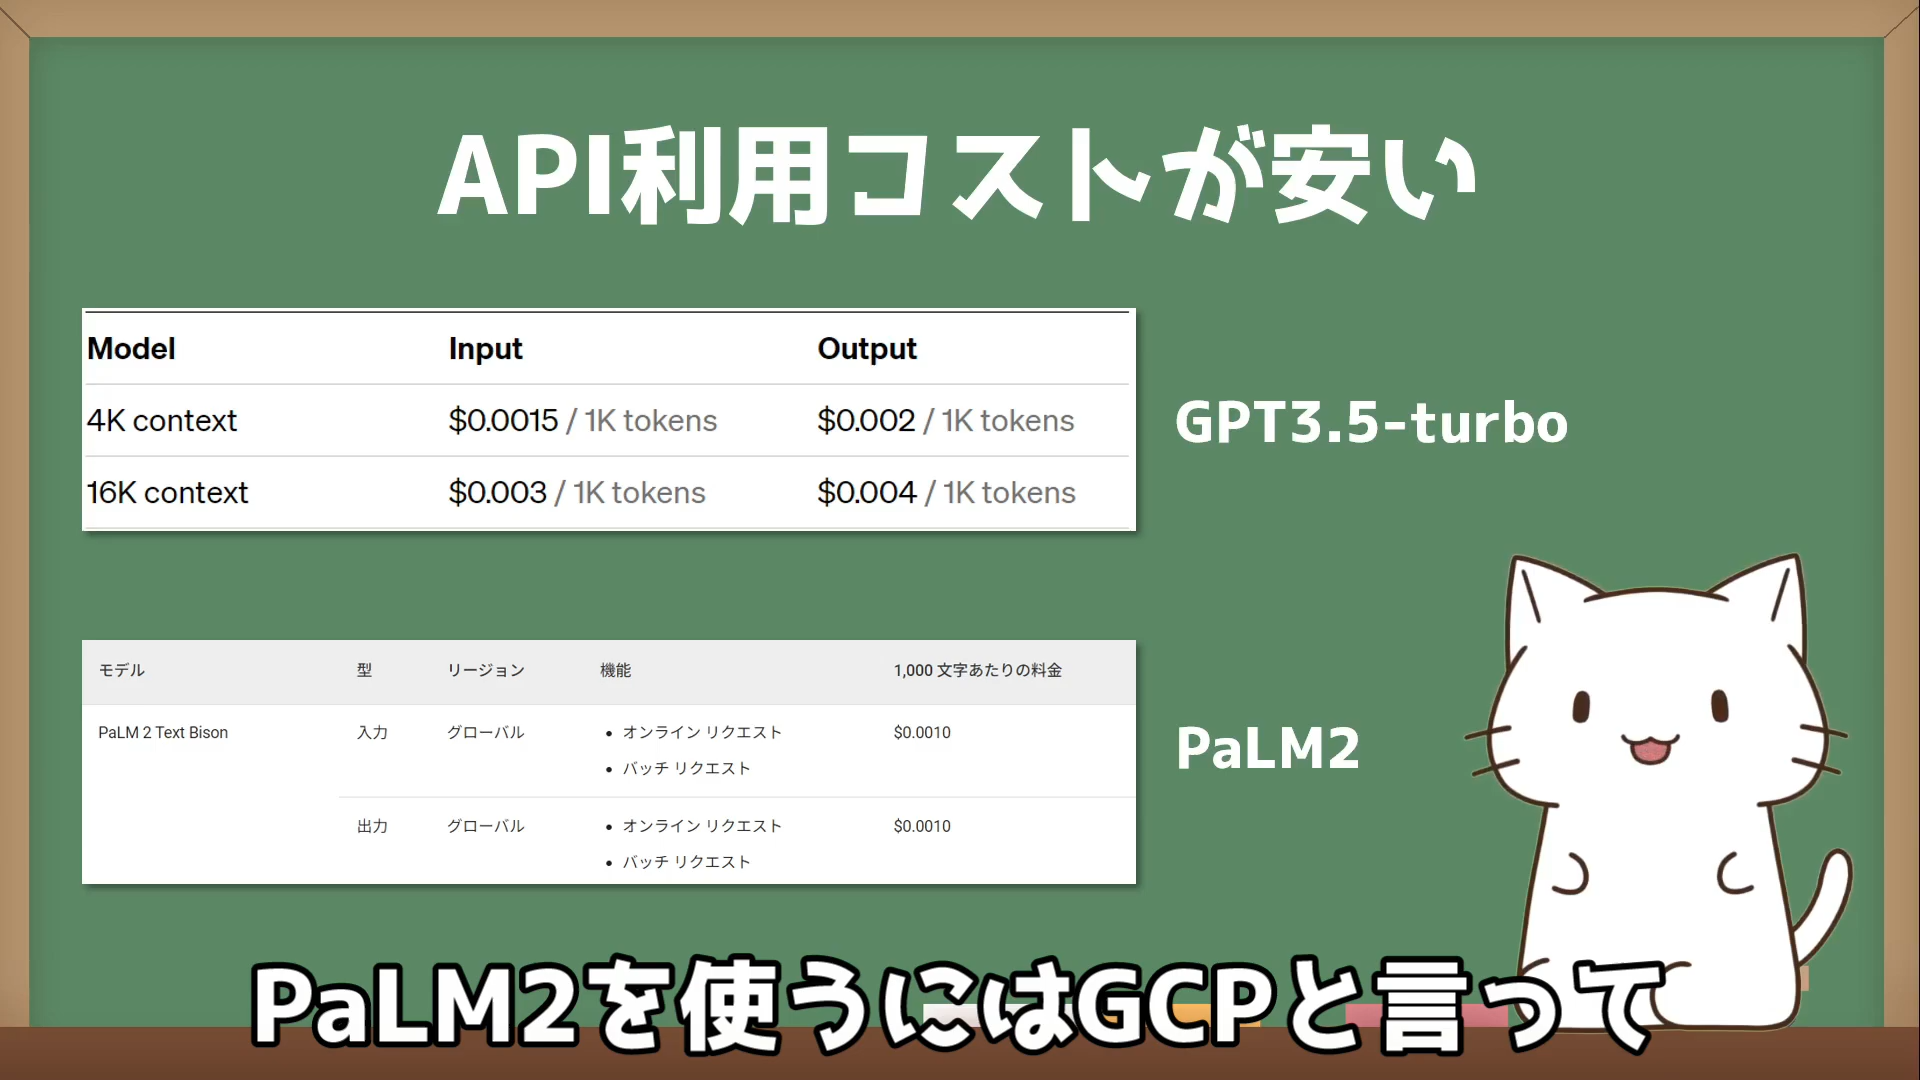 API利用コストが安い
Model Input Output
4K context $0.0015 / 1K tokens $0.002 / 1K tokens
16K context $0.003 / 1K tokens $0.004 / 1K tokens
GPT3.5-turbo
モデル 型 リージョン 機能 1,000 文字あたりの料金
PaLM 2 Text Bison 入力 グローバル • オンライン リクエスト $0.0010
• バッチ リクエスト
出力 グローバル • オンライン リクエスト $0.0010
• バッチ リクエスト
PaLM2
PaLM2を使うにはGCPと言って